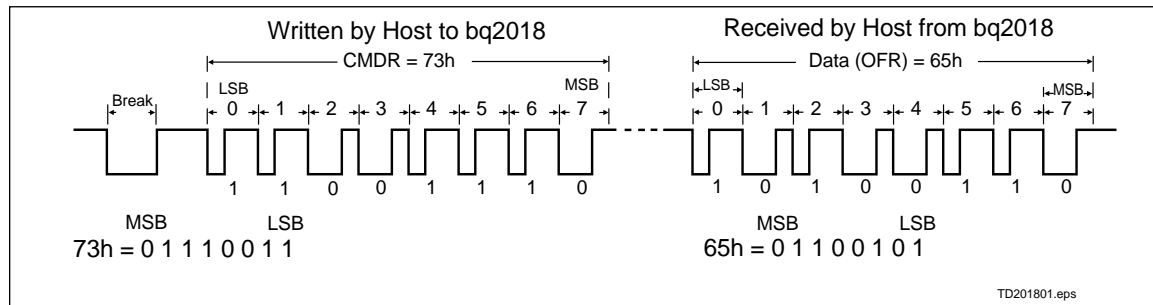 Written by Host to bq2018
CMDR = 73h
Break
LSB
MSB
0 1 2 3 4 5 6 7
1 1 0 0 1 1 1 0
MSB LSB
73h = 0 1 1 1 0 0 1 1
Received by Host from bq2018
Data (OFR) = 65h
LSB
MSB
0 1 2 3 4 5 6 7
1 0 1 0 0 1 1 0
MSB LSB
65h = 0 1 1 0 0 1 0 1
TD201801.eps